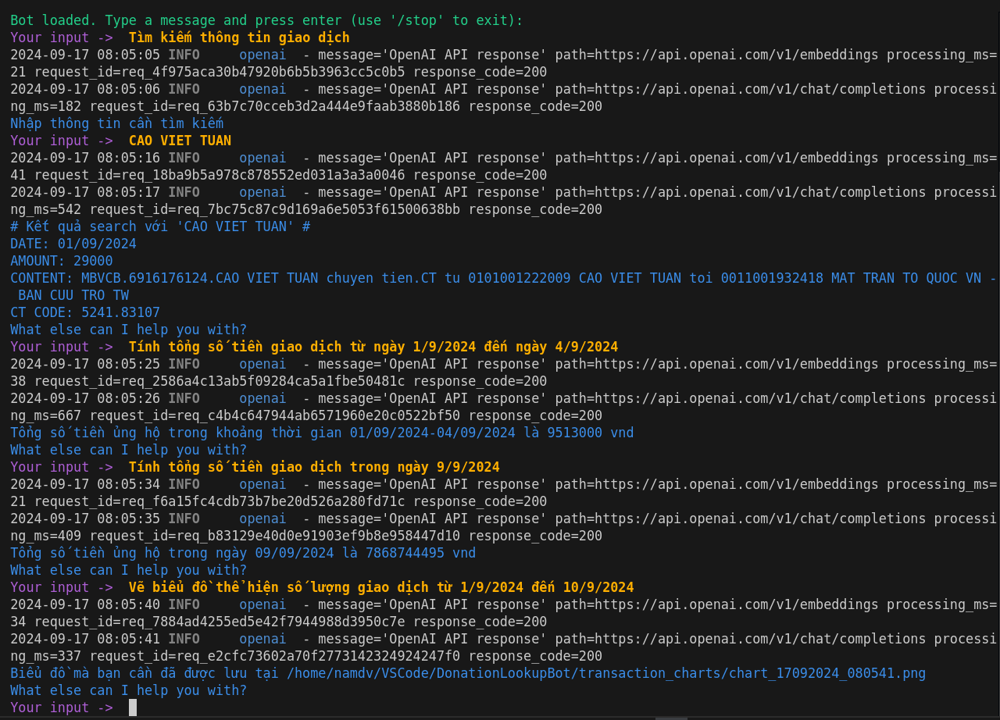 Bot loaded. Type a message and press enter (use '/stop' to exit):
Your input -> Tìm kiếm thông tin giao dịch
2024-09-17 08:05:05 INFO openai - message='OpenAI API response' path=https://api.openai.com/v1/embeddings processing_ms=
21 request_id=req_4f975aca30b47920b6b5b3963cc5c0b5 response_code=200
2024-09-17 08:05:06 INFO openai - message='OpenAI API response' path=https://api.openai.com/v1/chat/completions processi
ng_ms=182 request_id=req_63b7c70cceb3d2a444e9faab3880b186 response_code=200
Nhập thông tin cần tìm kiếm
Your input -> CAO VIET TUAN
2024-09-17 08:05:16 INFO openai - message='OpenAI API response' path=https://api.openai.com/v1/embeddings processing_ms=
41 request_id=req_18ba9b5a978c878552ed031a3a3a0046 response_code=200
2024-09-17 08:05:17 INFO openai - message='OpenAI API response' path=https://api.openai.com/v1/chat/completions processi
ng_ms=542 request_id=req_7bc75c87c9d169a6e5053f61500638bb response_code=200
# Kết quả search với 'CAO VIET TUAN' #
DATE: 01/09/2024
AMOUNT: 29000
CONTENT: MBVCB.6916176124.CAO VIET TUAN chuyen tien.CT tu 0101001222009 CAO VIET TUAN toi 0011001932418 MAT TRAN TO QUOC VN -
BAN CUU TRO TW
CT CODE: 5241.83107
What else can I help you with?
Your input -> Tính tổng số tiền giao dịch từ ngày 1/9/2024 đến ngày 4/9/2024
2024-09-17 08:05:25 INFO openai - message='OpenAI API response' path=https://api.openai.com/v1/embeddings processing_ms=
38 request_id=req_2586a4c13ab5f09284ca5a1fbe50481c response_code=200
2024-09-17 08:05:26 INFO openai - message='OpenAI API response' path=https://api.openai.com/v1/chat/completions processi
ng_ms=667 request_id=req_c4b4c647944ab6571960e20c0522bf50 response_code=200
Tổng số tiền ủng hộ trong khoảng thời gian 01/09/2024-04/09/2024 là 9513000 vnd
What else can I help you with?
Your input -> Tính tổng số tiền giao dịch trong ngày 9/9/2024
2024-09-17 08:05:34 INFO openai - message='OpenAI API response' path=https://api.openai.com/v1/embeddings processing_ms=
21 request_id=req_f6a15fc4cdb73b7be20d526a280fd71c response_code=200
2024-09-17 08:05:35 INFO openai - message='OpenAI API response' path=https://api.openai.com/v1/chat/completions processi
ng_ms=409 request_id=req_b83129e40d0e91903ef9b8e958447d10 response_code=200
Tổng số tiền ủng hộ trong ngày 09/09/2024 là 7868744495 vnd
What else can I help you with?
Your input -> Vẽ biểu đồ thể hiện số lượng giao dịch từ 1/9/2024 đến 10/9/2024
2024-09-17 08:05:40 INFO openai - message='OpenAI API response' path=https://api.openai.com/v1/embeddings processing_ms=
34 request_id=req_7884ad4255ed5e42f7944988d3950c7e response_code=200
2024-09-17 08:05:41 INFO openai - message='OpenAI API response' path=https://api.openai.com/v1/chat/completions processi
ng_ms=337 request_id=req_e2cfc73602a70f2773142324924247f0 response_code=200
Biểu đồ mà bạn cần đã được lưu tại /home/namdv/VSCode/DonationLookupBot/transaction_charts/chart_17092024_080541.png
What else can I help you with?
Your input ->